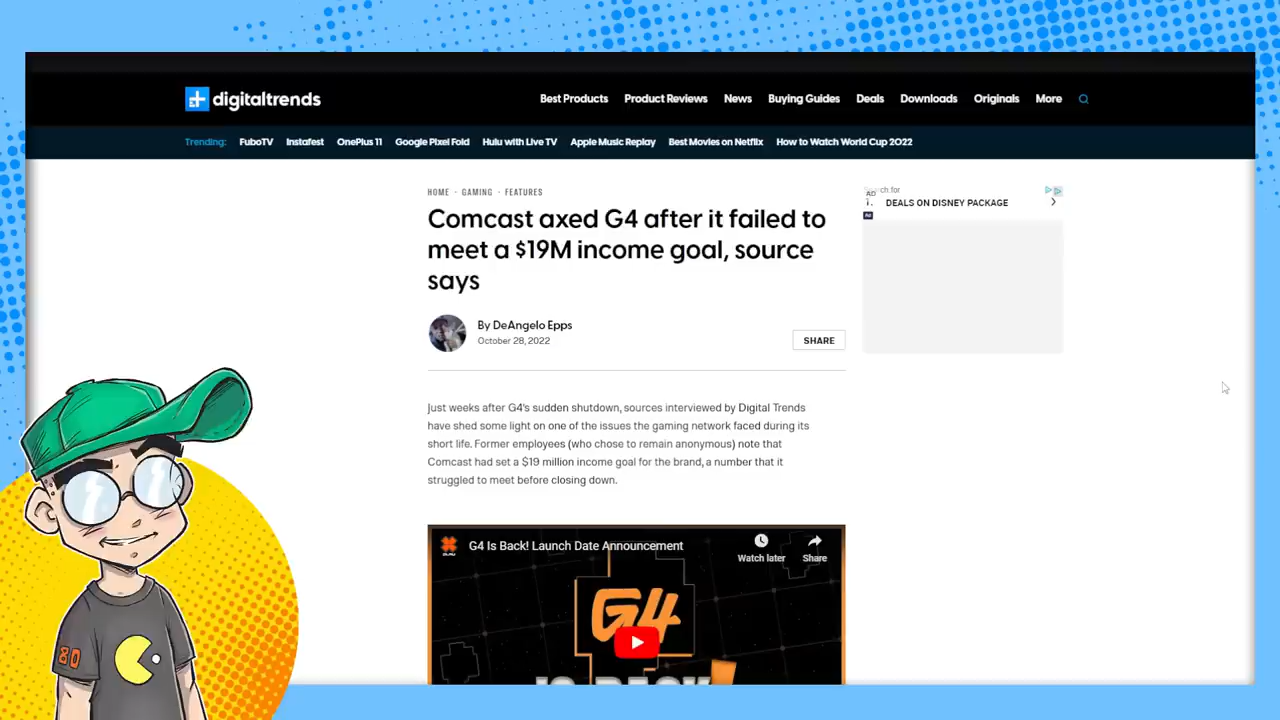 digitaltrends
Best Products Product Reviews News Buying Guides Deals Downloads Originals More
Trending: FuboTV Instafest OnePlus 11 Google Pixel Fold Hulu with Live TV Apple Music Replay Best Movies on Netflix How to Watch World Cup 2022
HOME · GAMING · FEATURES
Comcast axed G4 after it failed to
meet a $19M income goal, source
says
By DeAngelo Epps
October 28, 2022
SHARE
Just weeks after G4's sudden shutdown, sources interviewed by Digital Trends
have shed some light on one of the issues the gaming network faced during its
short life. Former employees (who chose to remain anonymous) note that
Comcast had set a $19 million income goal for the brand, a number that it
struggled to meet before closing down.
G4 Is Back! Launch Date Announcement
Watch later
Share
G4
IS BACK!
for
AD
1. DEALS ON DISNEY PACKAGE
80